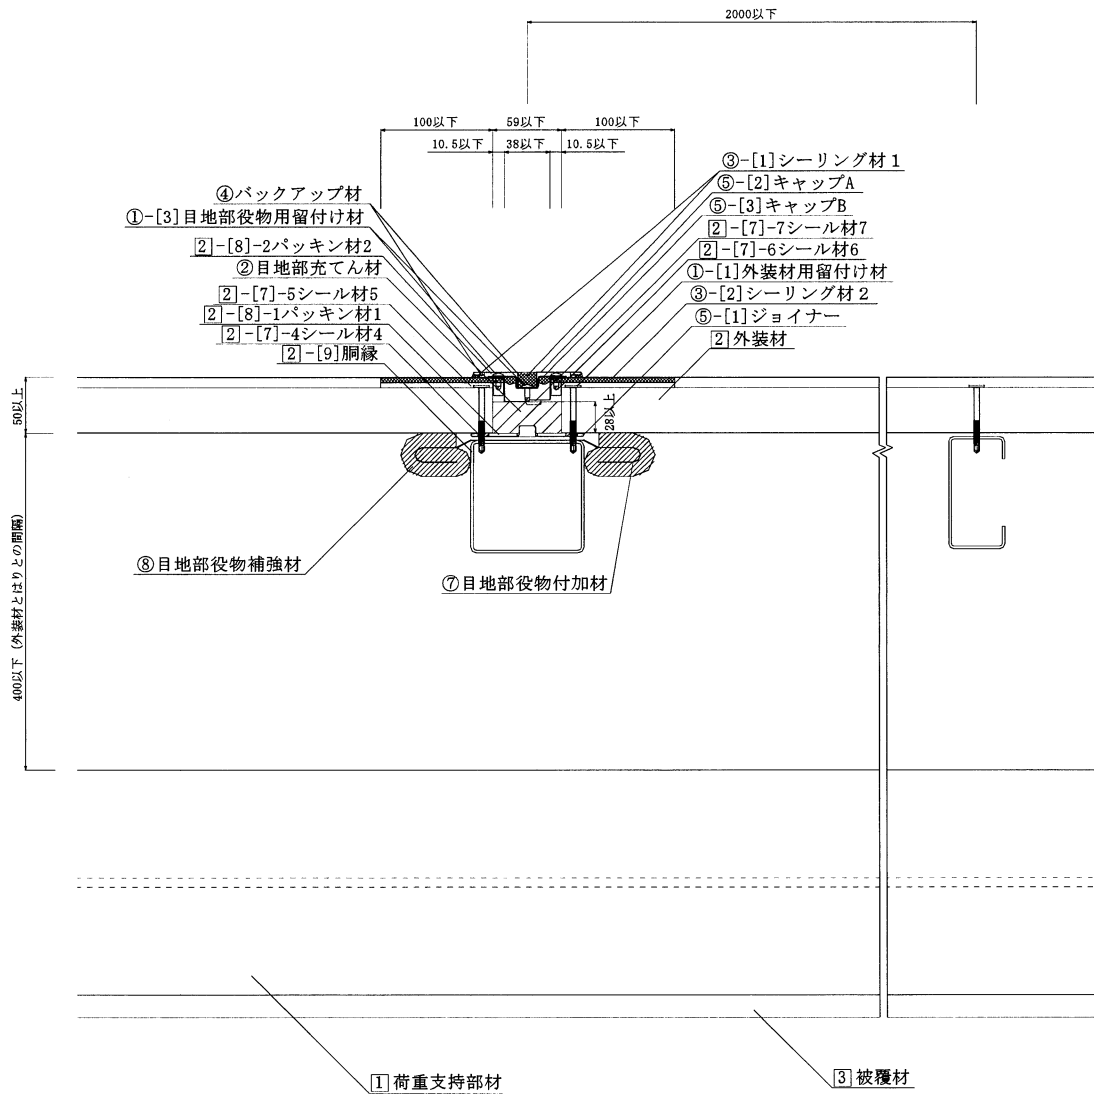 2000以下
100以下 59以下 100以下
10.5以下 38以下 10.5以下
③-[1]シーリング材1
⑤-[2]キャップA
⑤-[3]キャップB
2-[7]-7シール材7
2-[7]-6シール材6
①-[1]外装材用留付け材
③-[2]シーリング材2
⑤-[1]ジョイナー
2外装材
④バックアップ材
①-[3]目地部役物用留付け材
2-[8]-2パッキン材2
②目地部充てん材
2-[7]-5シール材5
2-[8]-1パッキン材1
2-[7]-4シール材4
2-[9]胴縁
50以上
28以上
400以下 (外装材とはりとの間隔)
⑧目地部役物補強材
⑦目地部役物付加材
1荷重支持部材
3被覆材